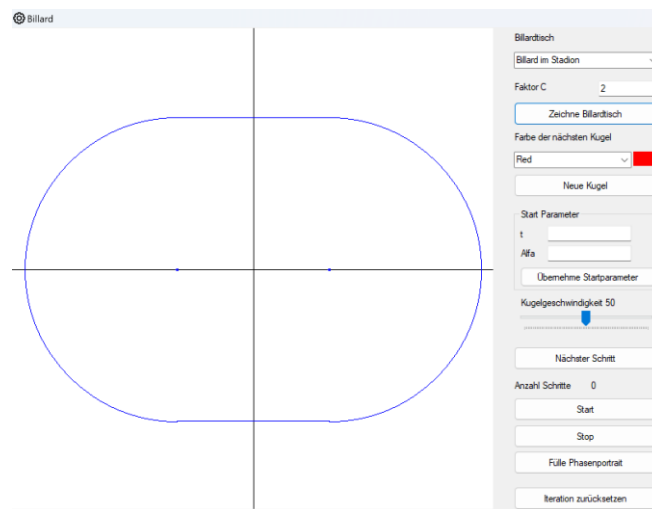 Billard
Billardtisch
Billard im Stadion
Faktor C 2
Zeichne Billardtisch
Farbe der nächsten Kugel
Red
Neue Kugel
Start Parameter
t
Alfa
Übernehme Startparameter
Kugelgeschwindigkeit 50
Nächster Schritt
Anzahl Schritte 0
Start
Stop
Fülle Phasenportrait
Iteration zurücksetzen